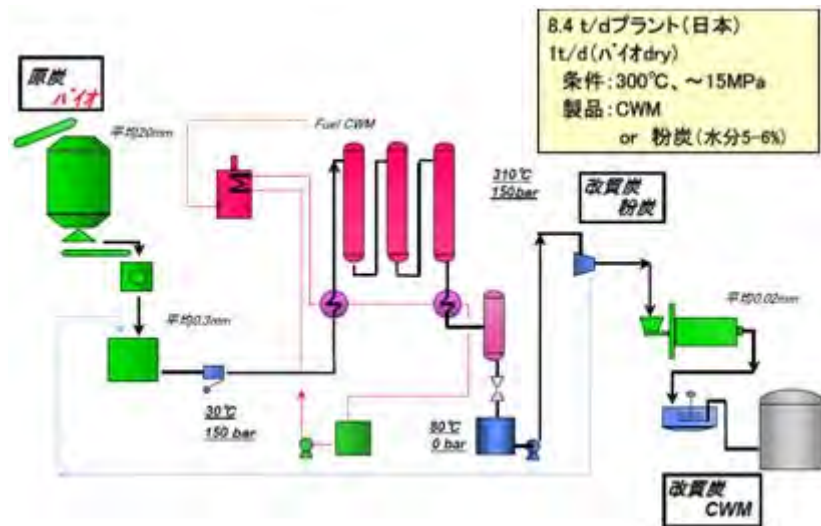 8.4 t/dプラント(日本)
1t/d(バイオdry)
条件:300℃、~15MPa
製品:CWM
or 粉炭(水分5-6%)
原炭
バイオ
平均20mm
Fuel CWM
310℃
150bar
改質炭
粉炭
平均0.3mm
平均0.02mm
30℃
150 bar
80℃
0 bar
改質炭
CWM